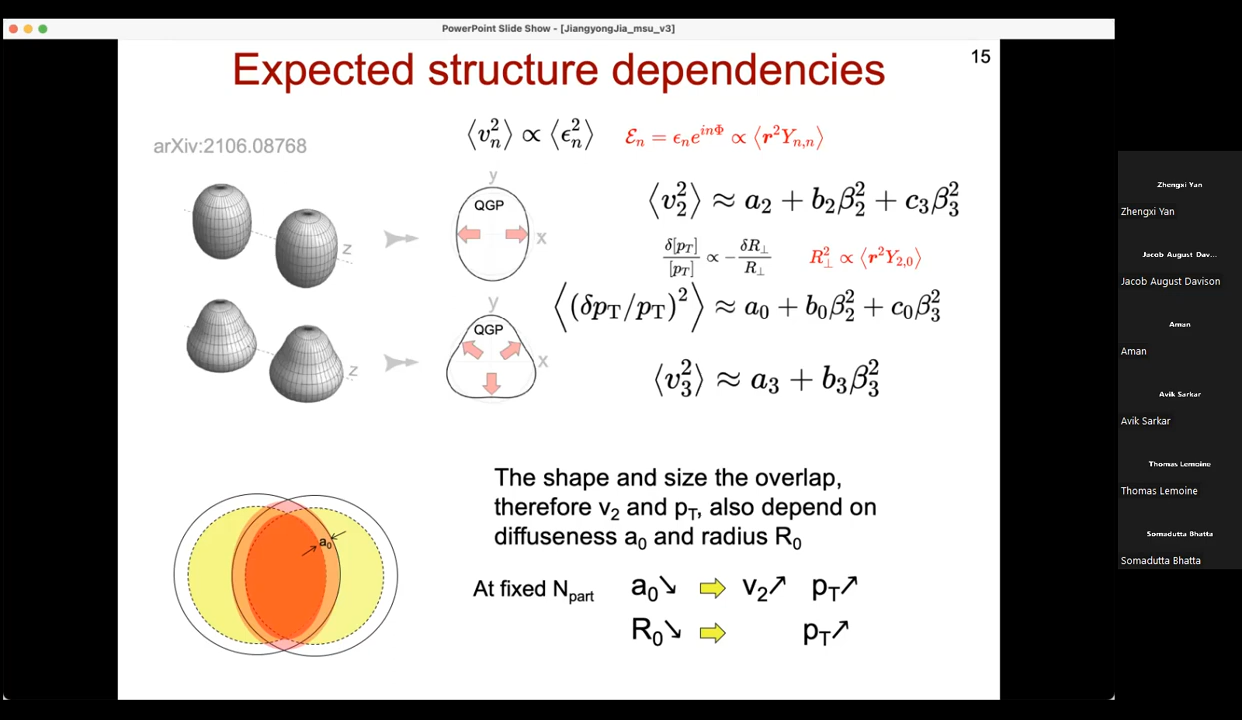 PowerPoint Slide Show - [JiangyongJia_msu_v3]
Expected structure dependencies
15
⟨v_n^2⟩ ∝ ⟨ϵ_n^2⟩
ℰ_n = ϵ_n e^{inΦ} ∝ ⟨r^2 Y_{n,n}⟩
arXiv:2106.08768
z
y
QGP
x
⟨v_2^2⟩ ≈ a_2 + b_2β_2^2 + c_3β_3^2
δ[p_T]/[p_T] ∝ −δR_⊥/R_⊥
R_⊥^2 ∝ ⟨r^2 Y_{2,0}⟩
⟨(δp_T/p_T)^2⟩ ≈ a_0 + b_0β_2^2 + c_0β_3^2
z
y
QGP
x
⟨v_3^2⟩ ≈ a_3 + b_3β_3^2
The shape and size the overlap,
therefore v_2 and p_T, also depend on
diffuseness a_0 and radius R_0
a_0
At fixed N_part
a_0↘ ⇨ v_2↗ p_T↗
R_0↘ ⇨ p_T↗
Zhengxi Yan
Zhengxi Yan
Jacob August Dav...
Jacob August Davison
Aman
Aman
Avik Sarkar
Avik Sarkar
Thomas Lemoine
Thomas Lemoine
Somadutta Bhatta
Somadutta Bhatta